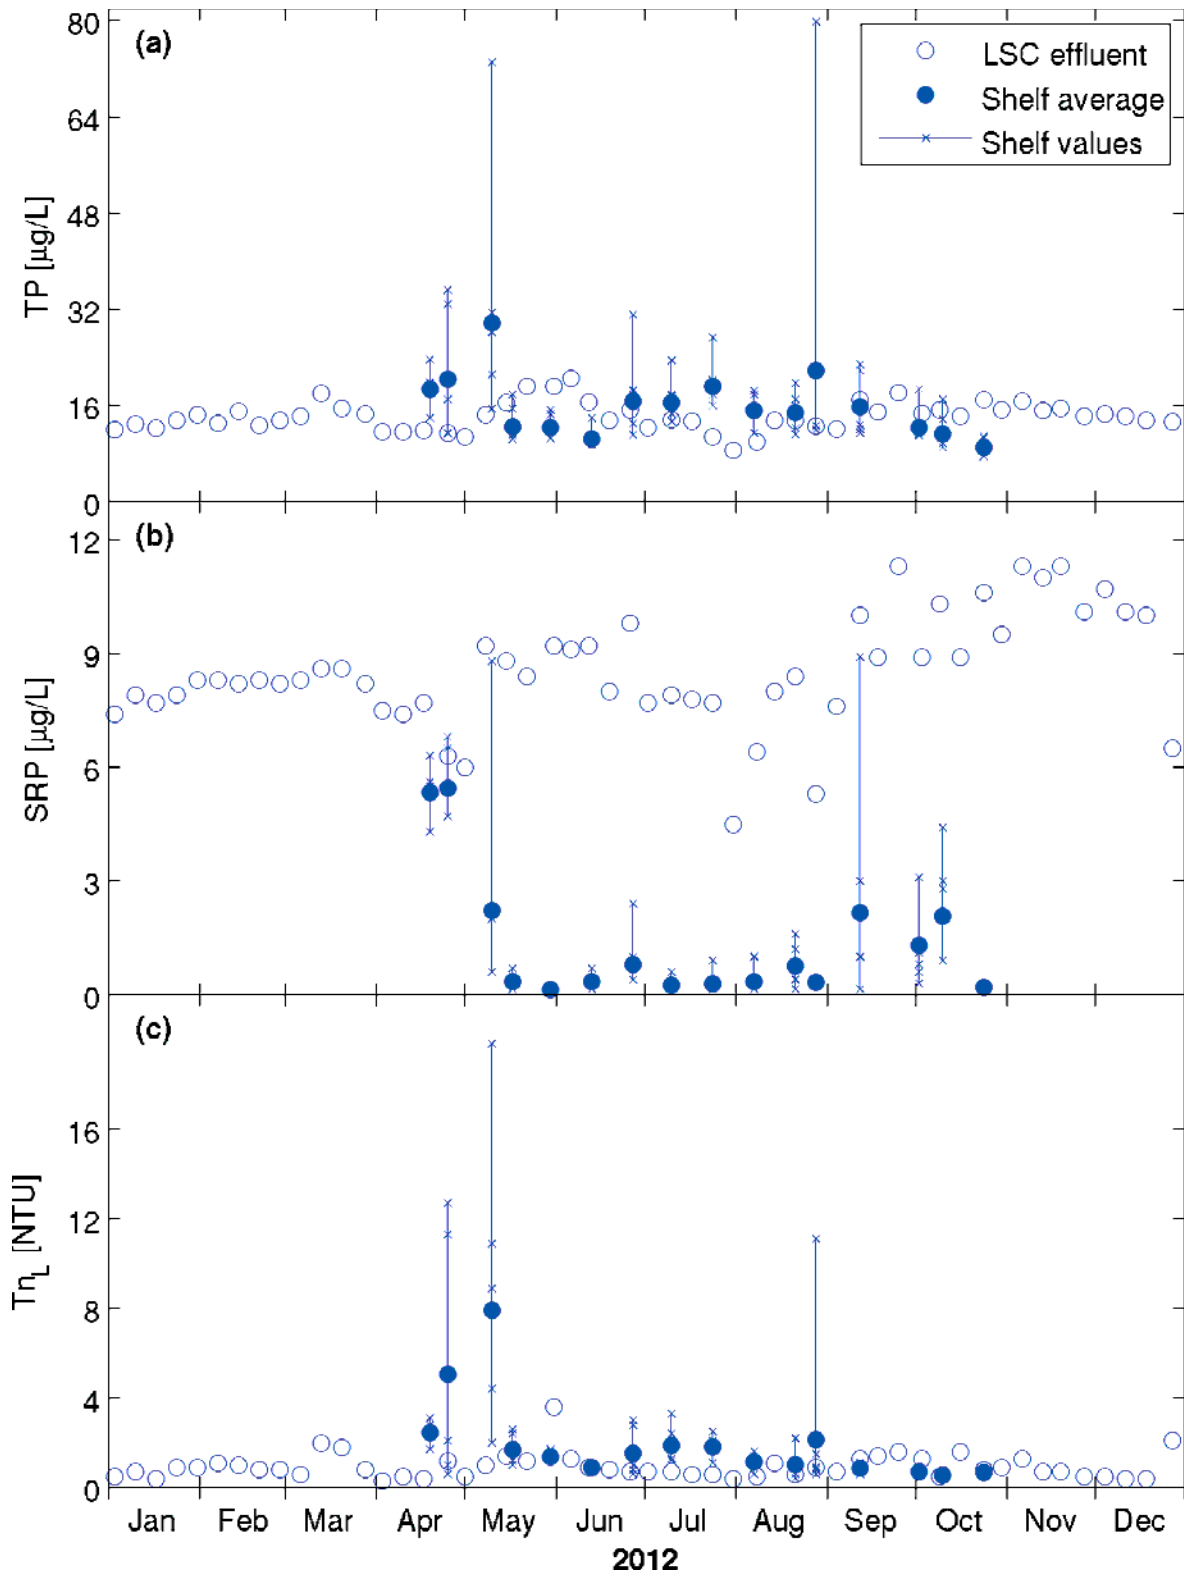 (a)
LSC effluent
Shelf average
Shelf values
80
64
48
32
16
0
TP [µg/L]
(b)
12
9
6
3
0
SRP [µg/L]
(c)
16
12
8
4
0
Tn_L [NTU]
Jan Feb Mar Apr May Jun Jul Aug Sep Oct Nov Dec
2012